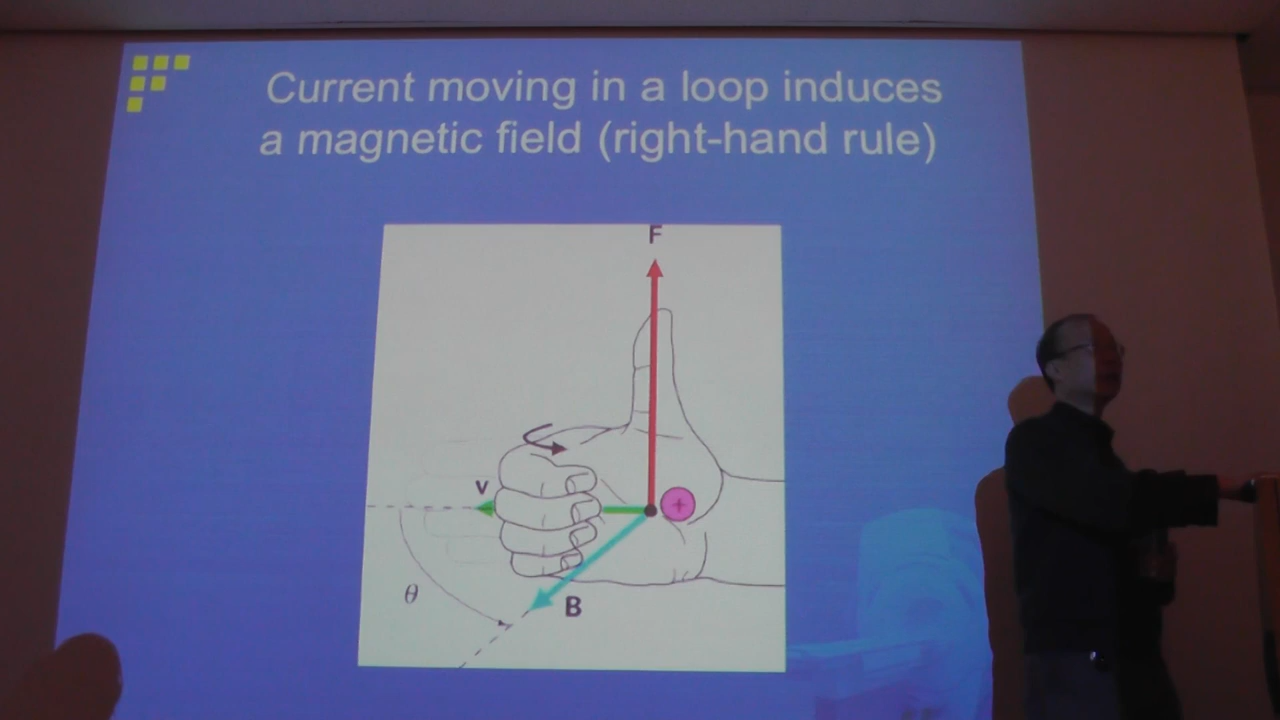 Current moving in a loop induces
a magnetic field (right-hand rule)
F
+
v
θ
B